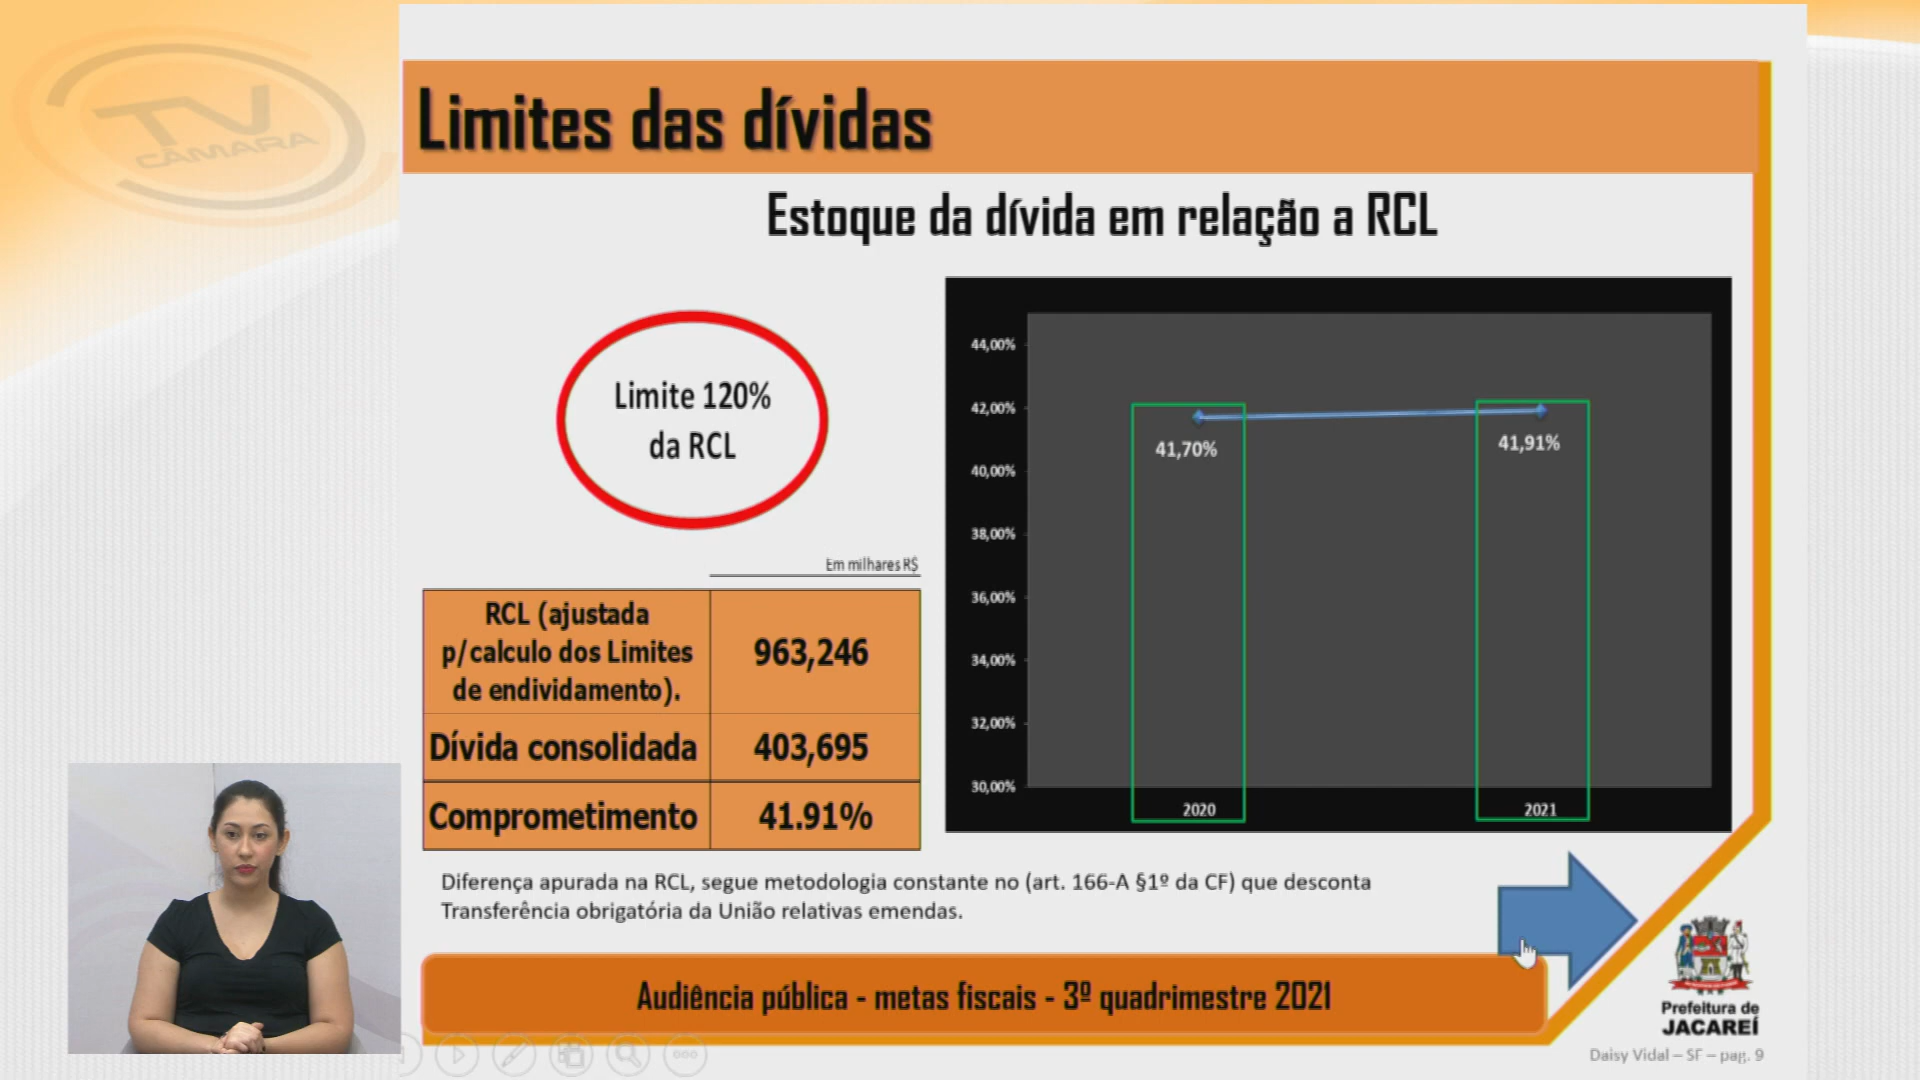 TV
CÂMARA
Limites das dívidas
Estoque da dívida em relação a RCL
Limite 120%
da RCL
Em milhares R$
RCL (ajustada
p/calculo dos Limites
de endividamento).
963,246
Dívida consolidada
403,695
Comprometimento
41.91%
44,00%
42,00%
40,00%
38,00%
36,00%
34,00%
32,00%
30,00%
41,70%
41,91%
2020
2021
Diferença apurada na RCL, segue metodologia constante no (art. 166-A §1º da CF) que desconta
Transferência obrigatória da União relativas emendas.
Audiência pública - metas fiscais - 3º quadrimestre 2021
Prefeitura de
JACAREÍ
Daisy Vidal – SF – pag. 9